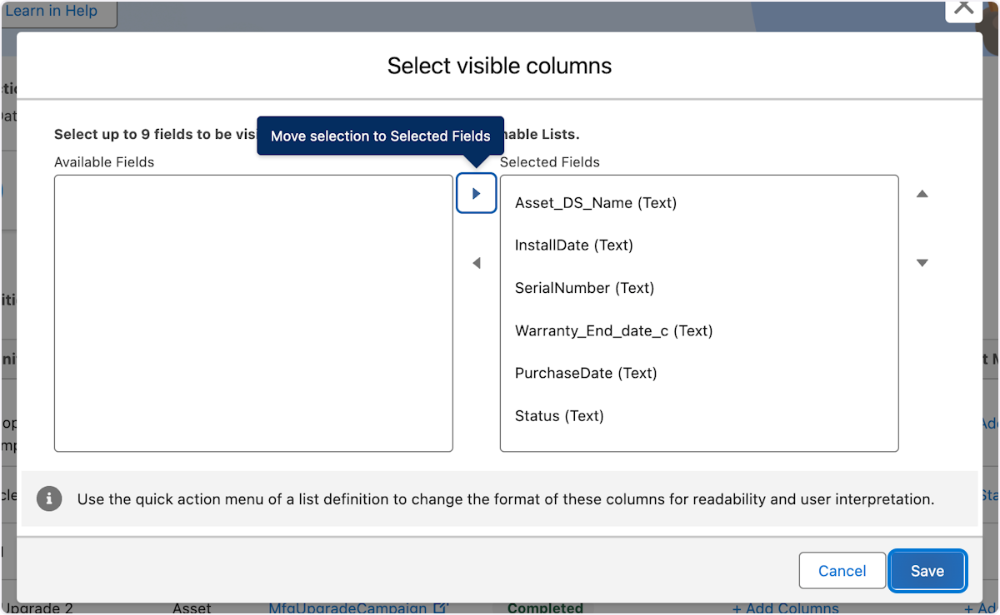 Learn in Help
Select visible columns
Select up to 9 fields to be vis
Move selection to Selected Fields
nable Lists.
Available Fields
Selected Fields
Asset_DS_Name (Text)
InstallDate (Text)
SerialNumber (Text)
Warranty_End_date_c (Text)
PurchaseDate (Text)
Status (Text)
Use the quick action menu of a list definition to change the format of these columns for readability and user interpretation.
Cancel
Save
Upgrade 2
Asset
MfgUpgradeCampaign
Completed
+ Add Columns
+ Ad